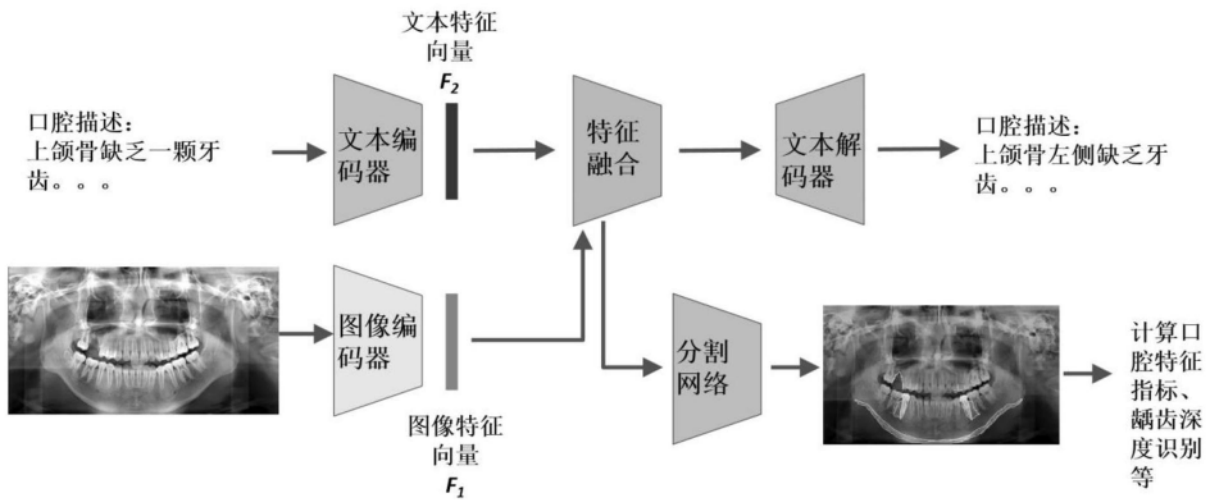 文本特征
向量
F2
口腔描述：
上颌骨缺乏一颗牙
齿。。。
文本编
码器
特征
融合
文本解
码器
口腔描述：
上颌骨左侧缺乏牙
齿。。。
图像编
码器
图像特征
向量
F1
分割
网络
计算口
腔特征
指标、
龋齿深
度识别
等